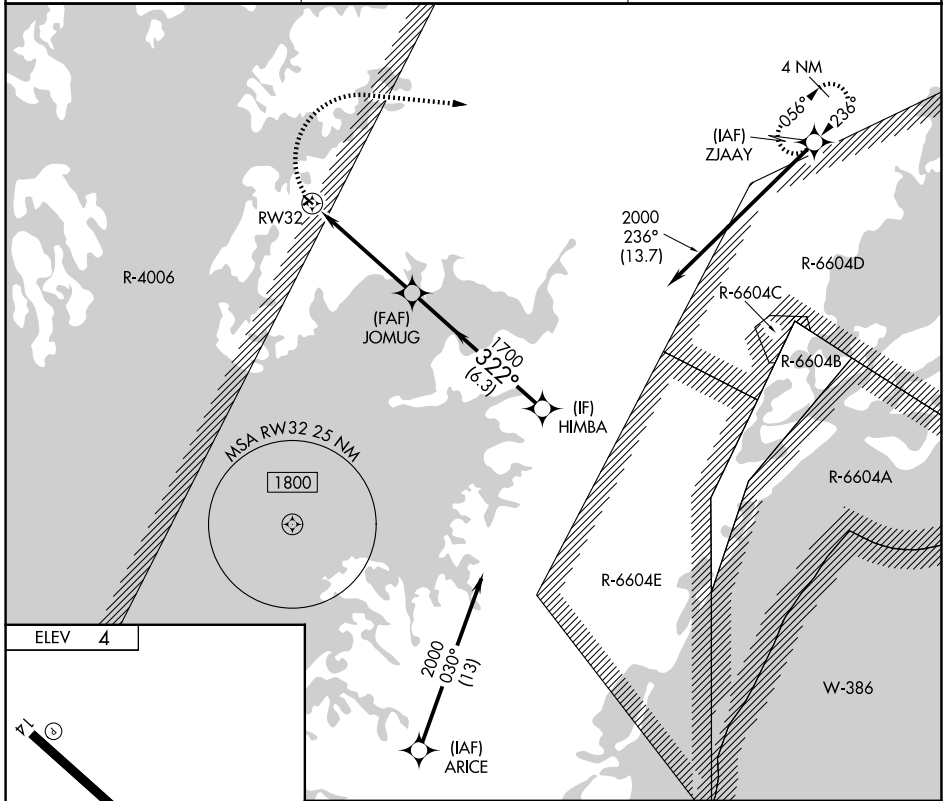 4 NM
056°
236°
(IAF)
ZJAAY
RW32
2000
236°
(13.7)
R-4006
R-6604D
R-6604C
(FAF)
JOMUG
R-6604B
1700
322°
(6.3)
(IF)
HIMBA
MSA RW32 25 NM
1800
R-6604A
R-6604E
2000
030°
(13)
ELEV 4
W-386
14
P
(IAF)
ARICE